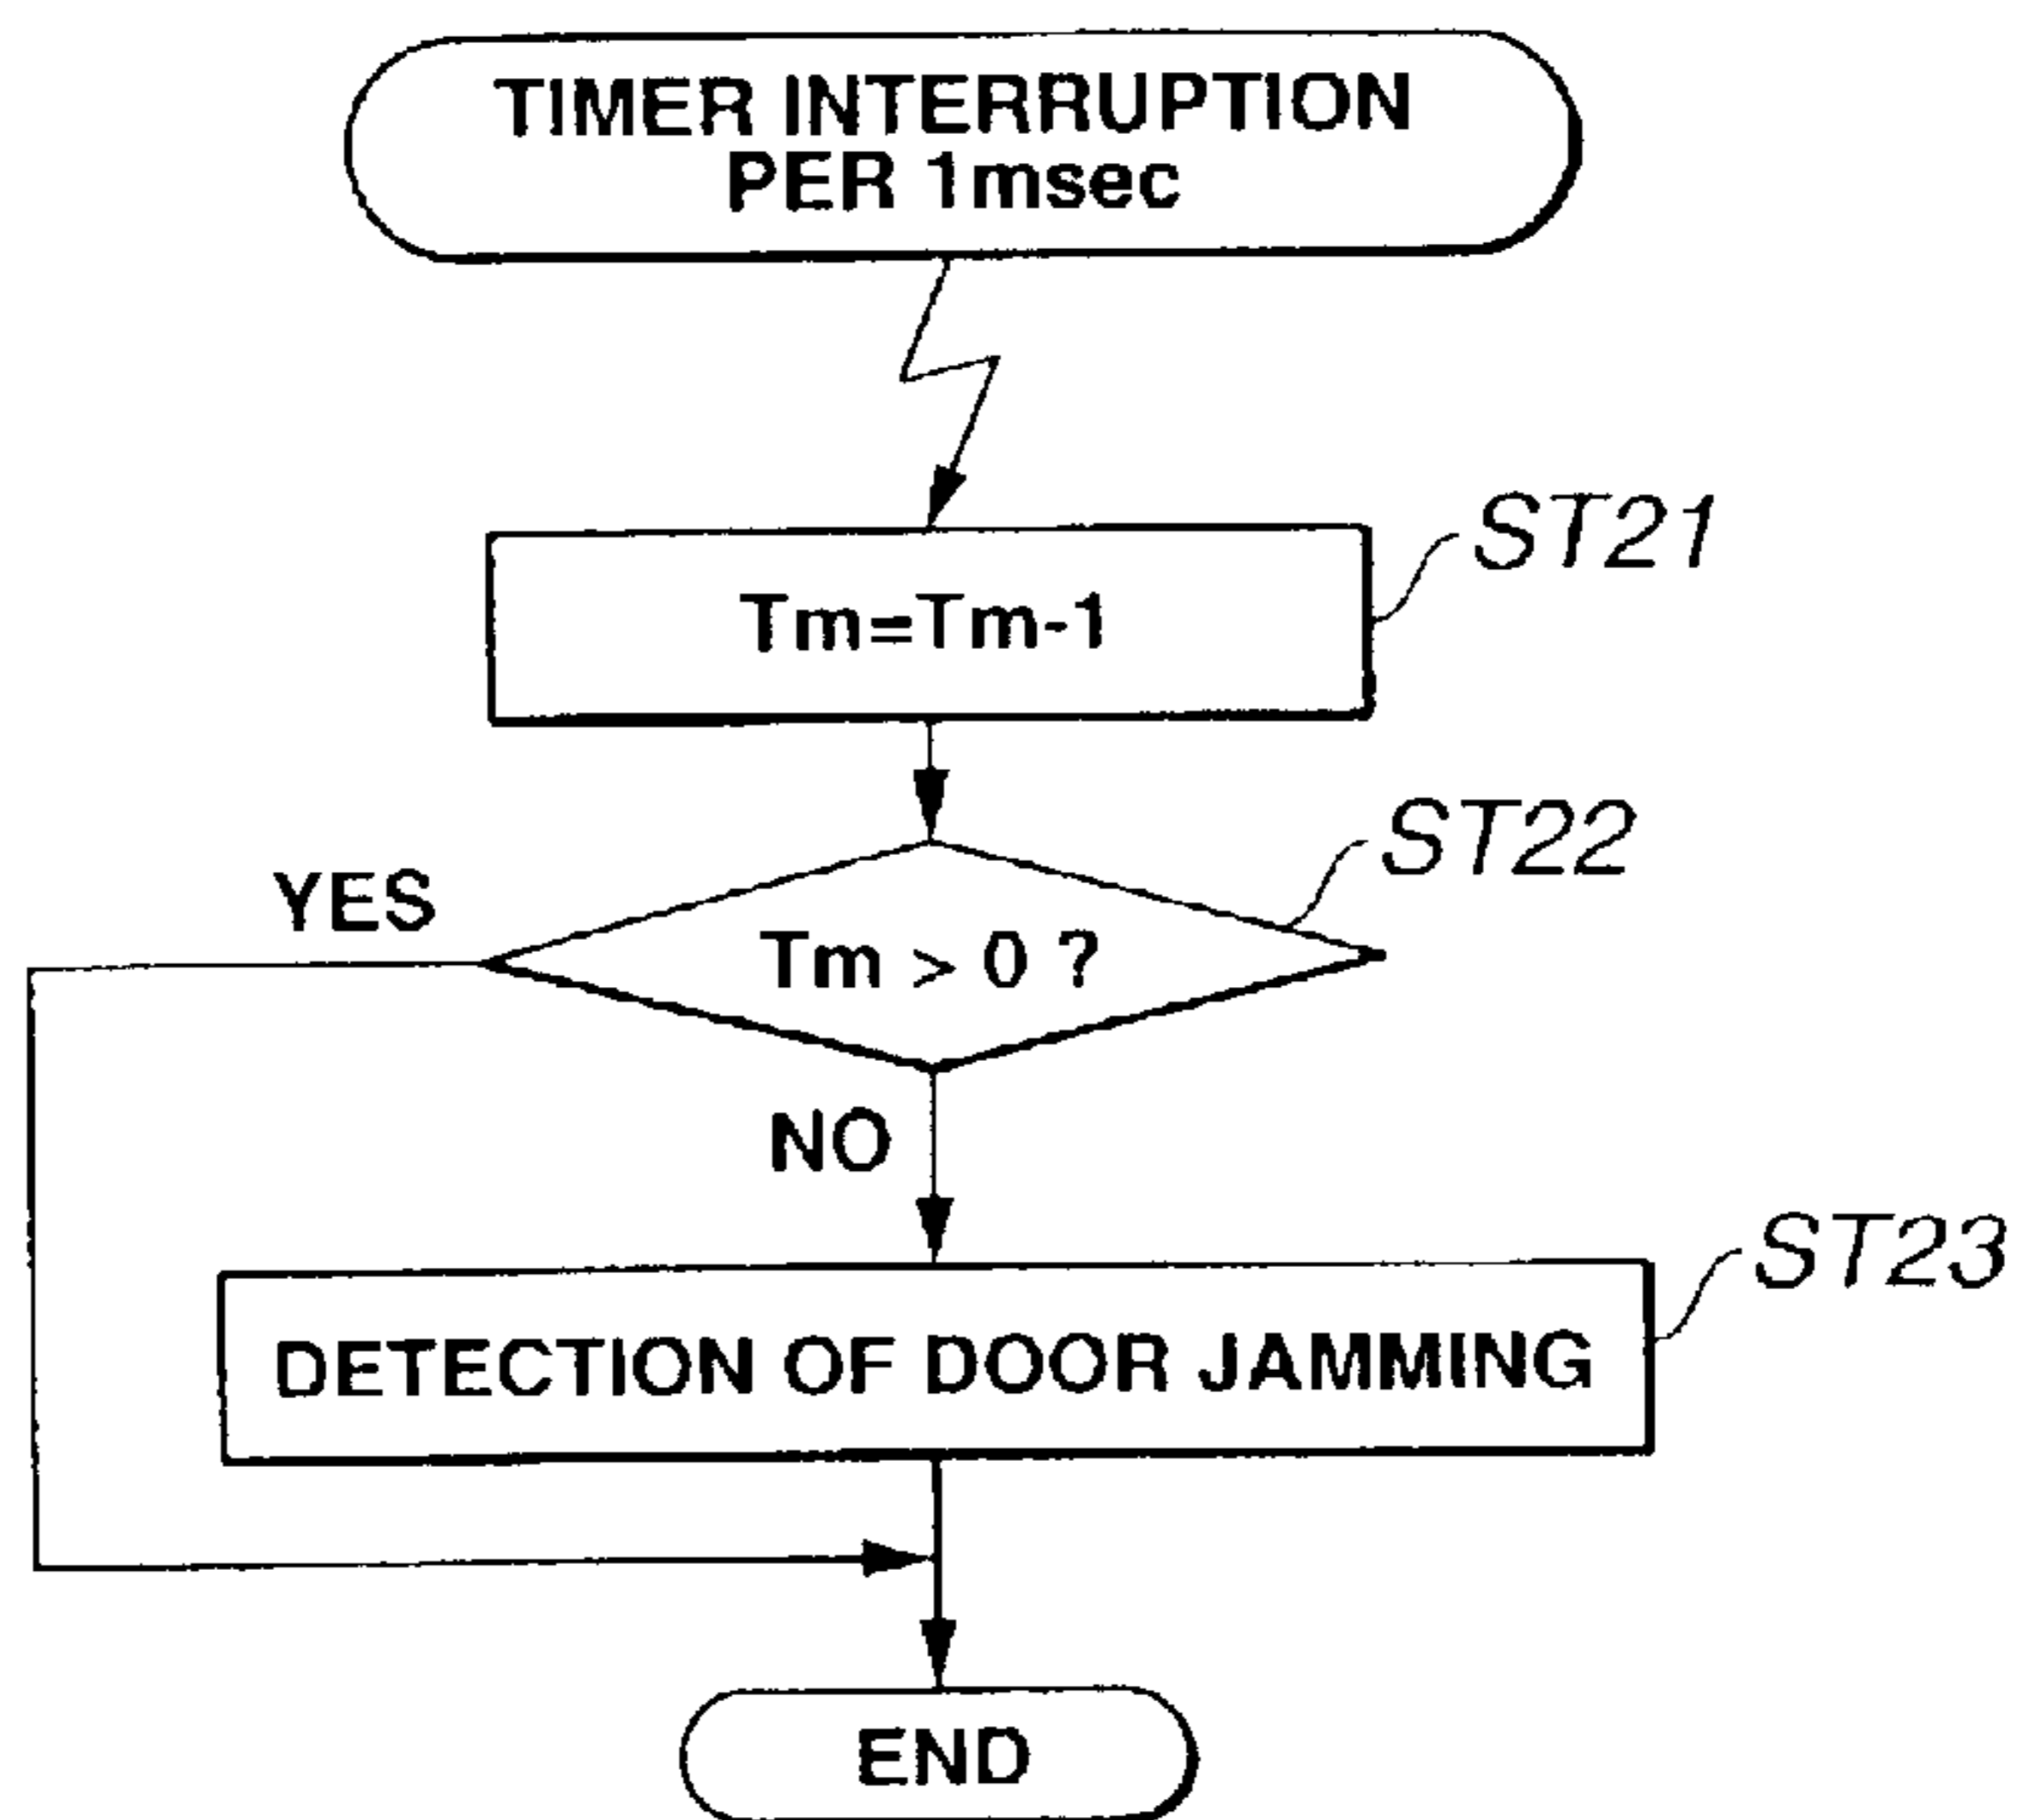 TIMER INTERRUPTION
PER 1msec
ST21
Tm=Tm-1
ST22
YES
Tm > 0 ?
NO
ST23
DETECTION OF DOOR JAMMING
END